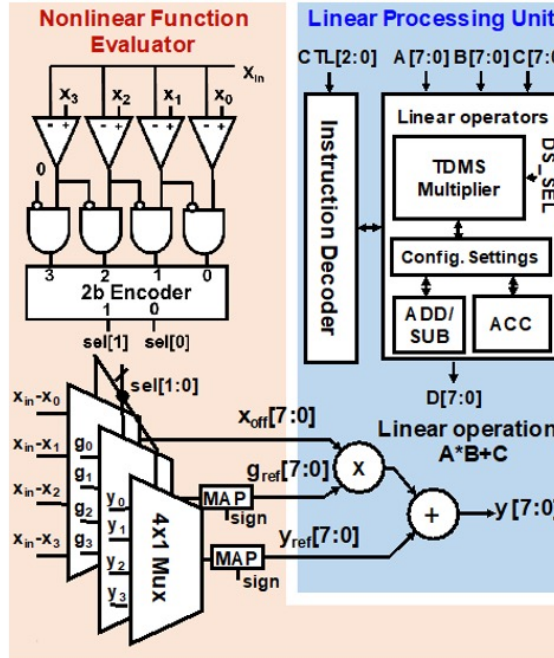 Nonlinear Function
Evaluator
x_in
x_3 x_2 x_1 x_0
- + - + - + - +
0
3 2 1 0
2b Encoder
1 0
sel[1] sel[0]
sel[1:0]
x_in-x_0
x_in-x_1
x_in-x_2
x_in-x_3
g_0
g_1
g_2
g_3
y_0
y_1
y_2
y_3
4x1 Mux
MAP
sign
MAP
sign
x_off[7:0]
g_ref[7:0]
y_ref[7:0]
Linear Processing Unit
CTL[2:0] A[7:0] B[7:0] C[7:0
Instruction Decoder
Linear operators
TDMS
Multiplier
DS_SEL
Config. Settings
ADD/
SUB
ACC
D[7:0]
Linear operation
A*B+C
x
+
y [7:0]